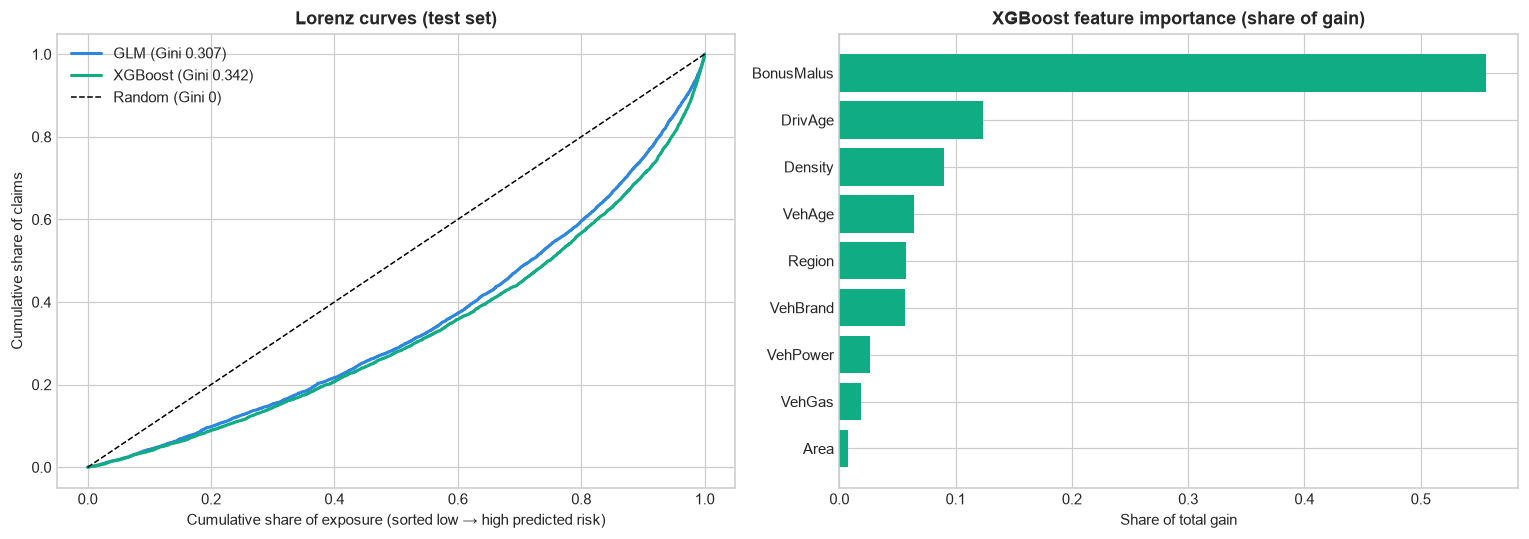 Lorenz curves (test set)
GLM (Gini 0.307)
XGBoost (Gini 0.342)
Random (Gini 0)
1.0
0.8
0.6
0.4
0.2
0.0
Cumulative share of claims
0.0 0.2 0.4 0.6 0.8 1.0
Cumulative share of exposure (sorted low → high predicted risk)
XGBoost feature importance (share of gain)
BonusMalus
DrivAge
Density
VehAge
Region
VehBrand
VehPower
VehGas
Area
0.0 0.1 0.2 0.3 0.4 0.5
Share of total gain